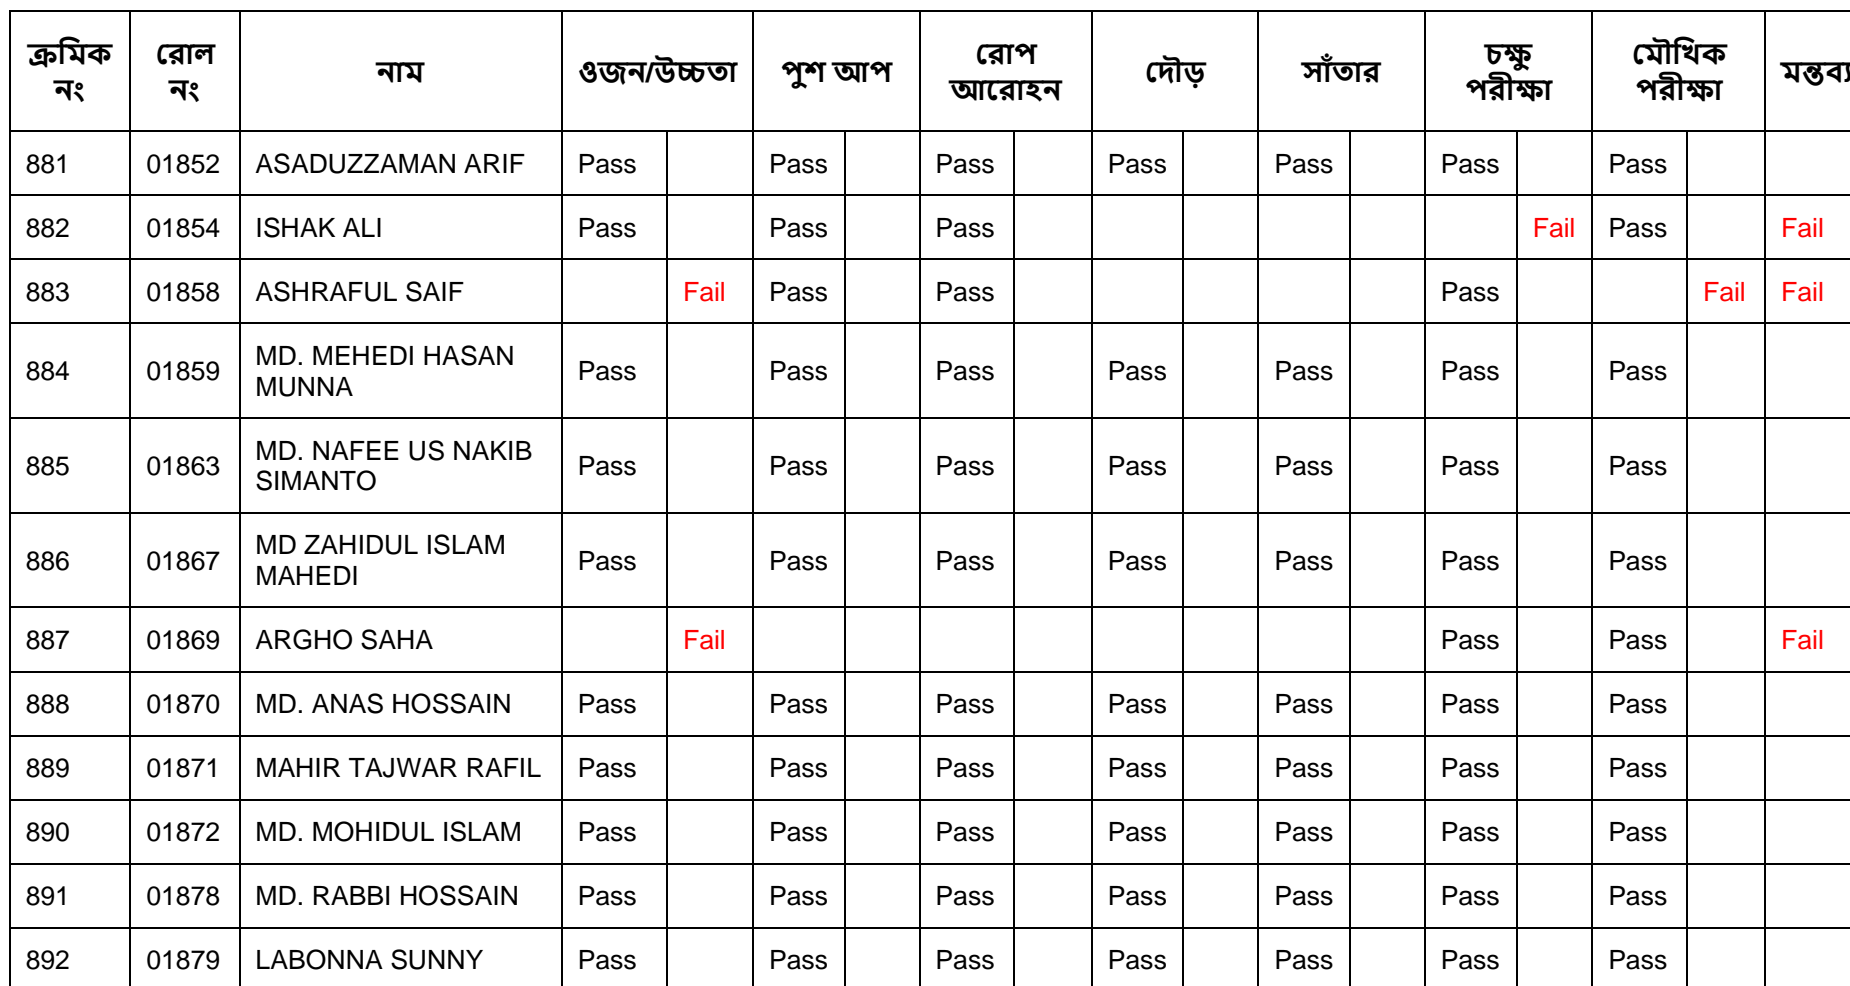 ক্রমিক নং রোল নং নাম ওজন/উচ্চতা পুশ আপ রোপ আরোহন দৌড় সাঁতার চক্ষু পরীক্ষা মৌখিক পরীক্ষা মন্তব্য
881 01852 ASADUZZAMAN ARIF Pass Pass Pass Pass Pass Pass Pass
882 01854 ISHAK ALI Pass Pass Pass Fail Pass Fail
883 01858 ASHRAFUL SAIF Fail Pass Pass Pass Fail Fail
884 01859 MD. MEHEDI HASAN MUNNA Pass Pass Pass Pass Pass Pass Pass
885 01863 MD. NAFEE US NAKIB SIMANTO Pass Pass Pass Pass Pass Pass Pass
886 01867 MD ZAHIDUL ISLAM MAHEDI Pass Pass Pass Pass Pass Pass Pass
887 01869 ARGHO SAHA Fail Pass Pass Fail
888 01870 MD. ANAS HOSSAIN Pass Pass Pass Pass Pass Pass Pass
889 01871 MAHIR TAJWAR RAFIL Pass Pass Pass Pass Pass Pass Pass
890 01872 MD. MOHIDUL ISLAM Pass Pass Pass Pass Pass Pass Pass
891 01878 MD. RABBI HOSSAIN Pass Pass Pass Pass Pass Pass Pass
892 01879 LABONNA SUNNY Pass Pass Pass Pass Pass Pass Pass